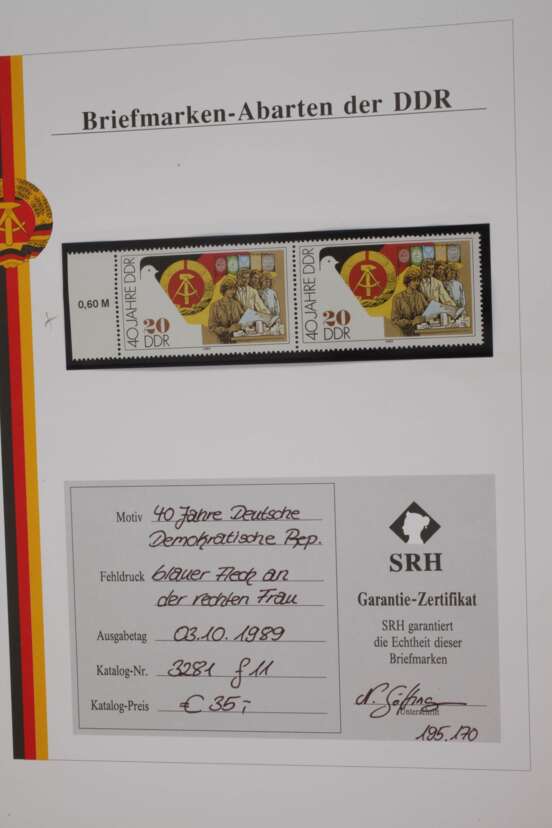 Briefmarken-Abarten der DDR
0,60 M
40 JAHRE DDR
20
DDR
40 JAHRE DDR
20
DDR
Motiv 40 Jahre Deutsche
Demokratische Rep.
Fehldruck blauer Fleck an
der rechten Frau
Ausgabetag 03.10.1989
Katalog-Nr. 3281 f 11
Katalog-Preis € 35,-
SRH
Garantie-Zertifikat
SRH garantiert
die Echtheit dieser
Briefmarken
Unterschrift
195.170